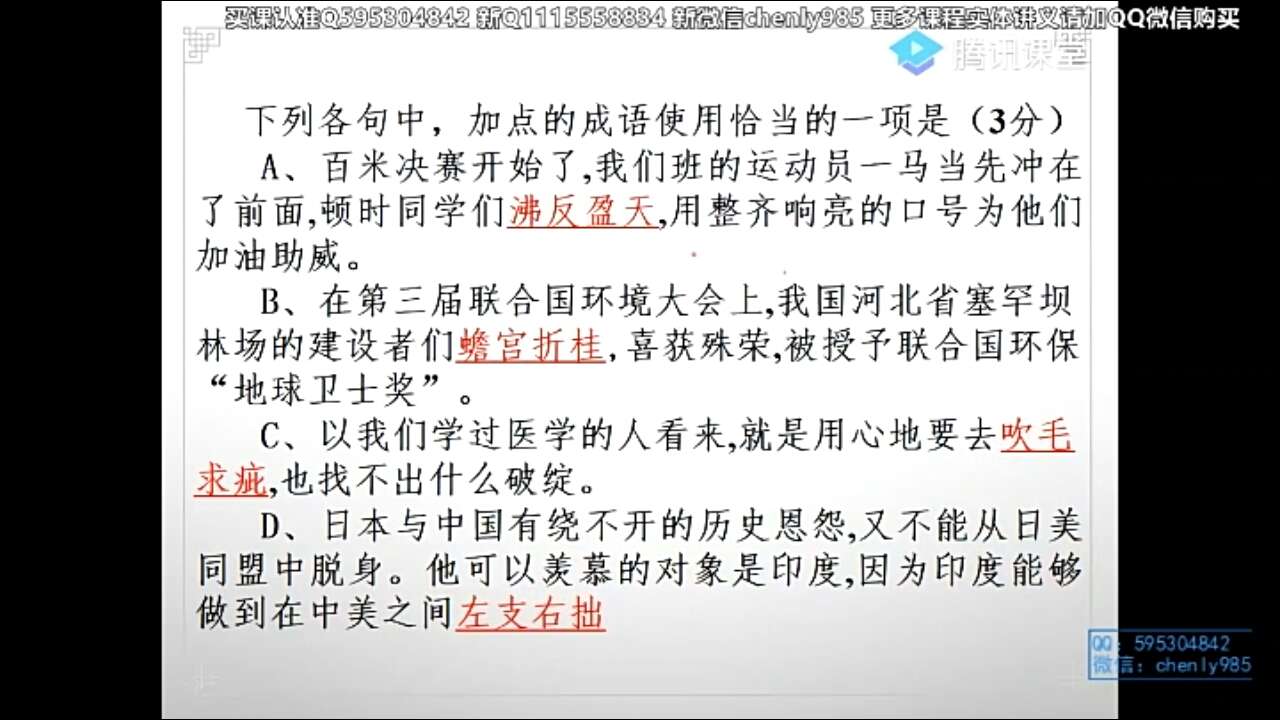 买课认准Q595304842 新Q1115558834 新微信chenly985 更多课程实体讲义请加QQ微信购买
腾讯课堂
下列各句中，加点的成语使用恰当的一项是（3分）
A、百米决赛开始了,我们班的运动员一马当先冲在
了前面,顿时同学们沸反盈天,用整齐响亮的口号为他们
加油助威。
B、在第三届联合国环境大会上,我国河北省塞罕坝
林场的建设者们蟾宫折桂,喜获殊荣,被授予联合国环保
“地球卫士奖”。
C、以我们学过医学的人看来,就是用心地要去吹毛
求疵,也找不出什么破绽。
D、日本与中国有绕不开的历史恩怨,又不能从日美
同盟中脱身。他可以羡慕的对象是印度,因为印度能够
做到在中美之间左支右拙
QQ：595304842
微信：chenly985